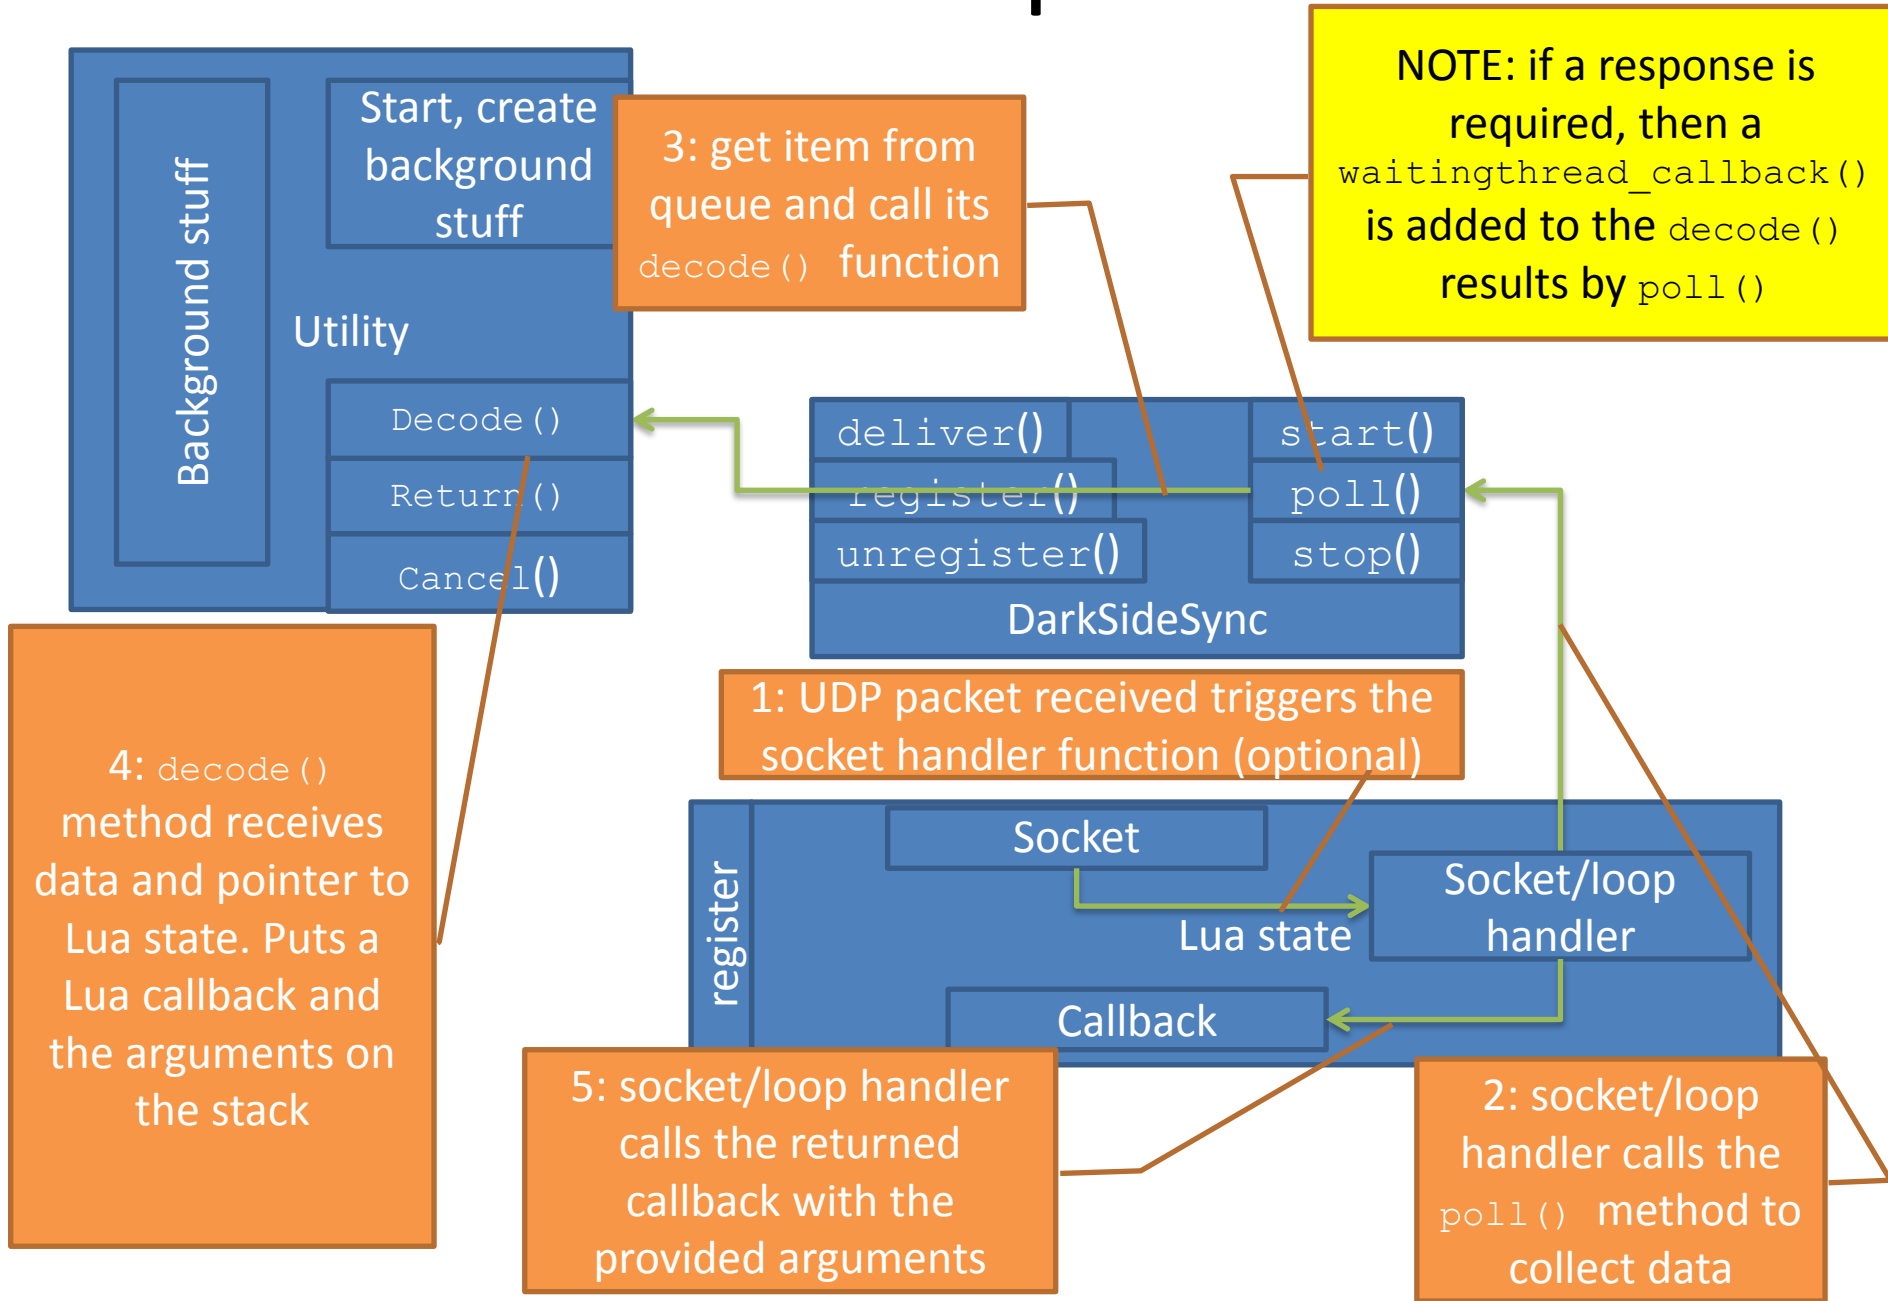 Background stuff
Start, create
background
stuff
Utility
Decode()
Return()
Cancel()
3: get item from
queue and call its
decode() function
NOTE: if a response is
required, then a
waitingthread_callback()
is added to the decode()
results by poll()
deliver()
register()
unregister()
start()
poll()
stop()
DarkSideSync
1: UDP packet received triggers the
socket handler function (optional)
4: decode()
method receives
data and pointer to
Lua state. Puts a
Lua callback and
the arguments on
the stack
register
Socket
Socket/loop
handler
Lua state
Callback
5: socket/loop handler
calls the returned
callback with the
provided arguments
2: socket/loop
handler calls the
poll() method to
collect data